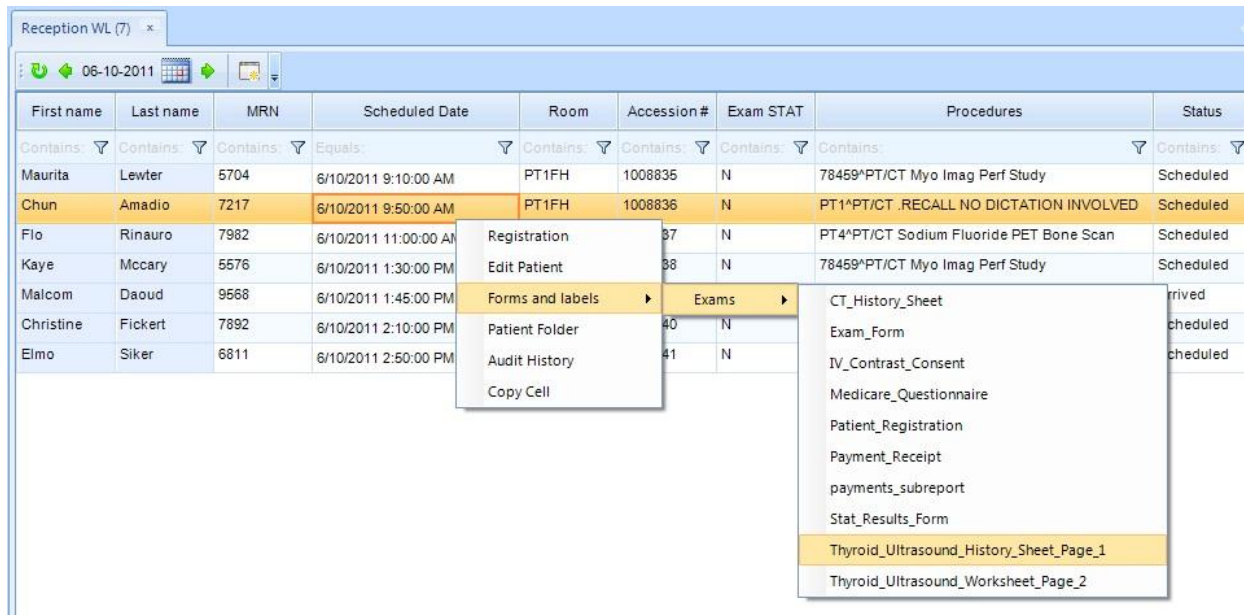 Reception WL (7) x
06-10-2011
First name Last name MRN Scheduled Date Room Accession # Exam STAT Procedures Status
Contains: Contains: Contains: Equals: Contains: Contains: Contains: Contains: Contains:
Maurita Lewter 5704 6/10/2011 9:10:00 AM PT1FH 1008835 N 78459^PT/CT Myo Imag Perf Study Scheduled
Chun Amadio 7217 6/10/2011 9:50:00 AM PT1FH 1008836 N PT1^PT/CT .RECALL NO DICTATION INVOLVED Scheduled
Flo Rinauro 7982 6/10/2011 11:00:00 AM 37 N PT4^PT/CT Sodium Fluoride PET Bone Scan Scheduled
Kaye Mccary 5576 6/10/2011 1:30:00 PM 38 N 78459^PT/CT Myo Imag Perf Study Scheduled
Malcom Daoud 9568 6/10/2011 1:45:00 PM rrived
Christine Fickert 7892 6/10/2011 2:10:00 PM 40 N cheduled
Elmo Siker 6811 6/10/2011 2:50:00 PM 41 N cheduled
Registration
Edit Patient
Forms and labels
Patient Folder
Audit History
Copy Cell
Exams
CT_History_Sheet
Exam_Form
IV_Contrast_Consent
Medicare_Questionnaire
Patient_Registration
Payment_Receipt
payments_subreport
Stat_Results_Form
Thyroid_Ultrasound_History_Sheet_Page_1
Thyroid_Ultrasound_Worksheet_Page_2